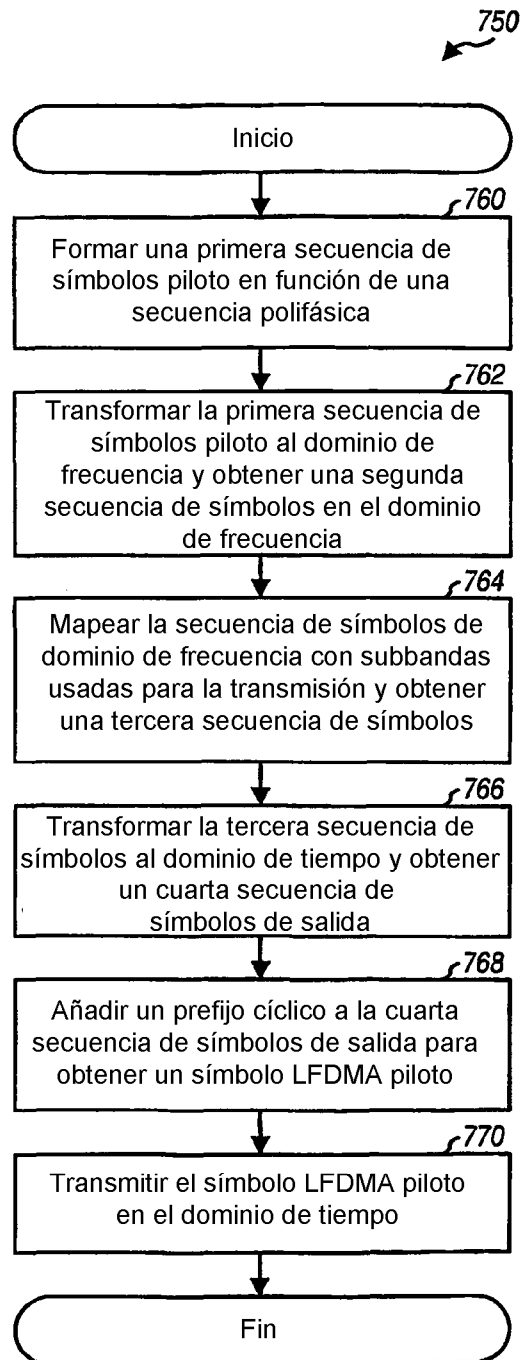 750
Inicio
760
Formar una primera secuencia de
símbolos piloto en función de una
secuencia polifásica
762
Transformar la primera secuencia de
símbolos piloto al dominio de
frecuencia y obtener una segunda
secuencia de símbolos en el dominio
de frecuencia
764
Mapear la secuencia de símbolos de
dominio de frecuencia con subbandas
usadas para la transmisión y obtener
una tercera secuencia de símbolos
766
Transformar la tercera secuencia de
símbolos al dominio de tiempo y obtener
un cuarta secuencia de
símbolos de salida
768
Añadir un prefijo cíclico a la cuarta
secuencia de símbolos de salida para
obtener un símbolo LFDMA piloto
770
Transmitir el símbolo LFDMA piloto
en el dominio de tiempo
Fin